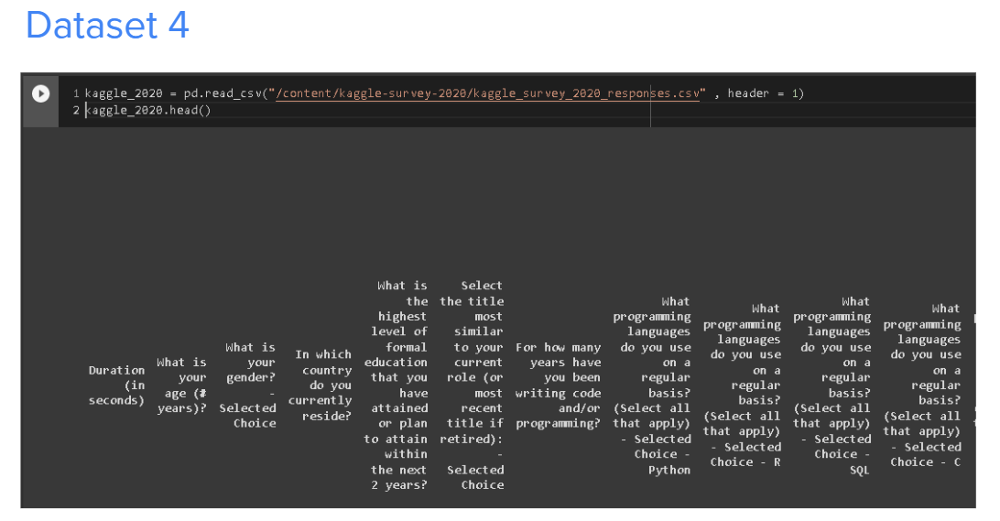 Dataset 4
1 kaggle_2020 = pd.read_csv("/content/kaggle-survey-2020/kaggle_survey_2020_responses.csv" , header = 1)
2 kaggle_2020.head()
Duration
(in
seconds)
What is
your
age (#
years)?
What is
your
gender?
-
Selected
Choice
In which
country
do you
currently
reside?
What is
the
highest
level of
formal
education
that you
have
attained
or plan
to attain
within
the next
2 years?
Select
the title
most
similar
to your
current
role (or
most
recent
title if
retired):
-
Selected
Choice
For how many
years have
you been
writing code
and/or
programming?
What
programming
languages
do you use
on a
regular
basis?
(Select all
that apply)
- Selected
Choice -
Python
What
programming
languages
do you use
on a
regular
basis?
(Select all
that apply)
- Selected
Choice - R
What
programming
languages
do you use
on a
regular
basis?
(Select all
that apply)
- Selected
Choice -
SQL
What
programming
languages
do you use
on a
regular
basis?
(Select all
that apply)
- Selected
Choice - C